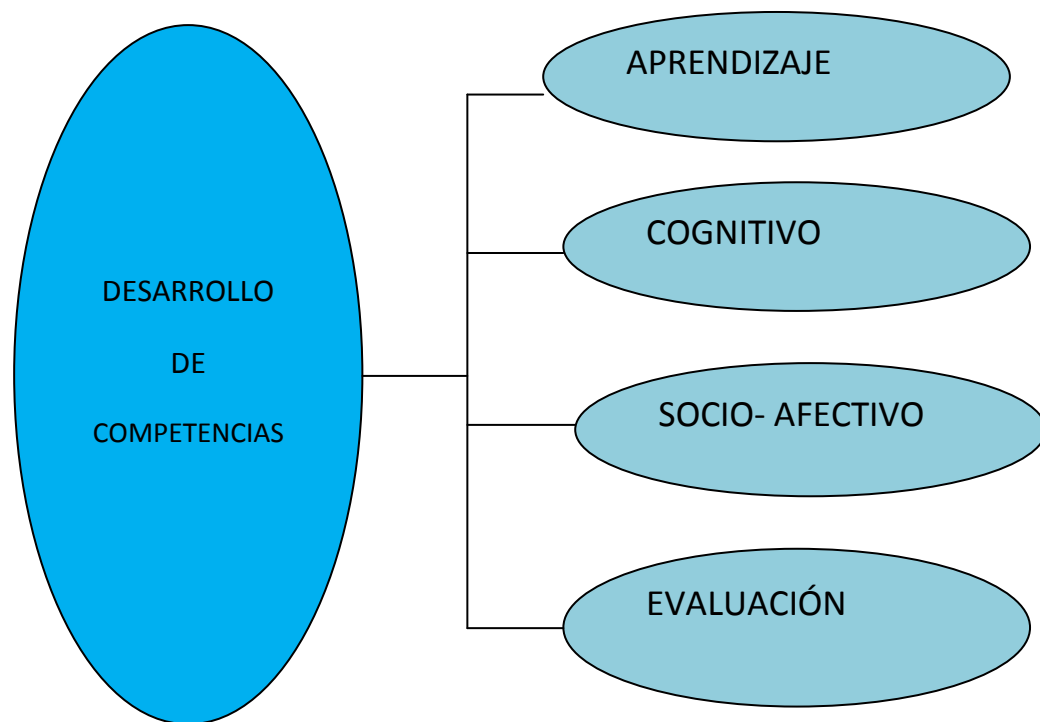 DESARROLLO
DE
COMPETENCIAS
APRENDIZAJE
COGNITIVO
SOCIO- AFECTIVO
EVALUACIÓN